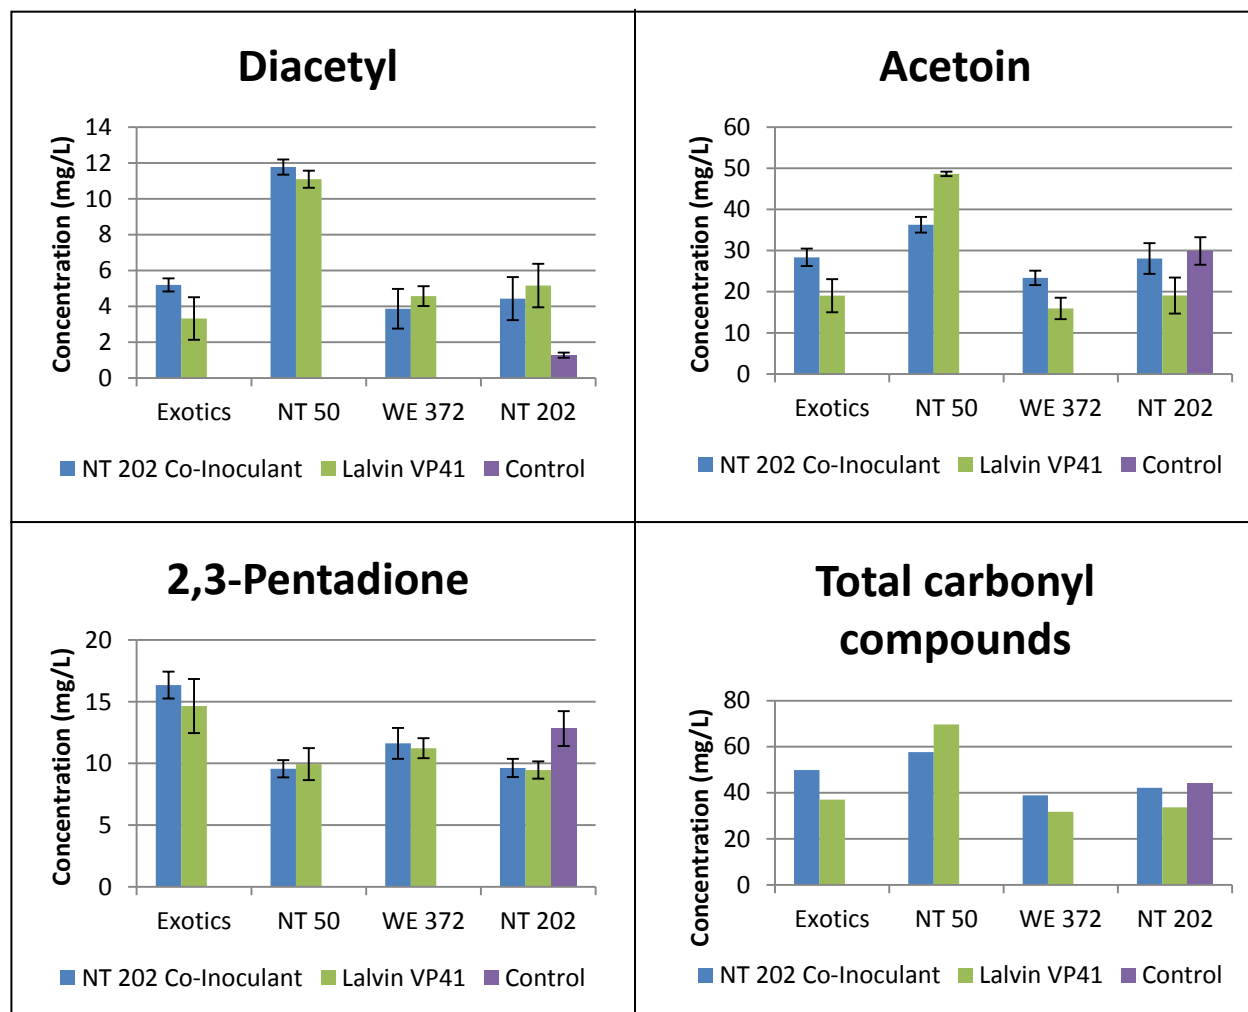 Diacetyl
Concentration (mg/L)
14
12
10
8
6
4
2
0
Exotics NT 50 WE 372 NT 202
NT 202 Co-Inoculant Lalvin VP41 Control
Acetoin
Concentration (mg/L)
60
50
40
30
20
10
0
Exotics NT 50 WE 372 NT 202
NT 202 Co-Inoculant Lalvin VP41 Control
2,3-Pentadione
Concentration (mg/L)
20
15
10
5
0
Exotics NT 50 WE 372 NT 202
NT 202 Co-Inoculant Lalvin VP41 Control
Total carbonyl
compounds
Concentration (mg/L)
80
60
40
20
0
Exotics NT 50 WE 372 NT 202
NT 202 Co-Inoculant Lalvin VP41 Control